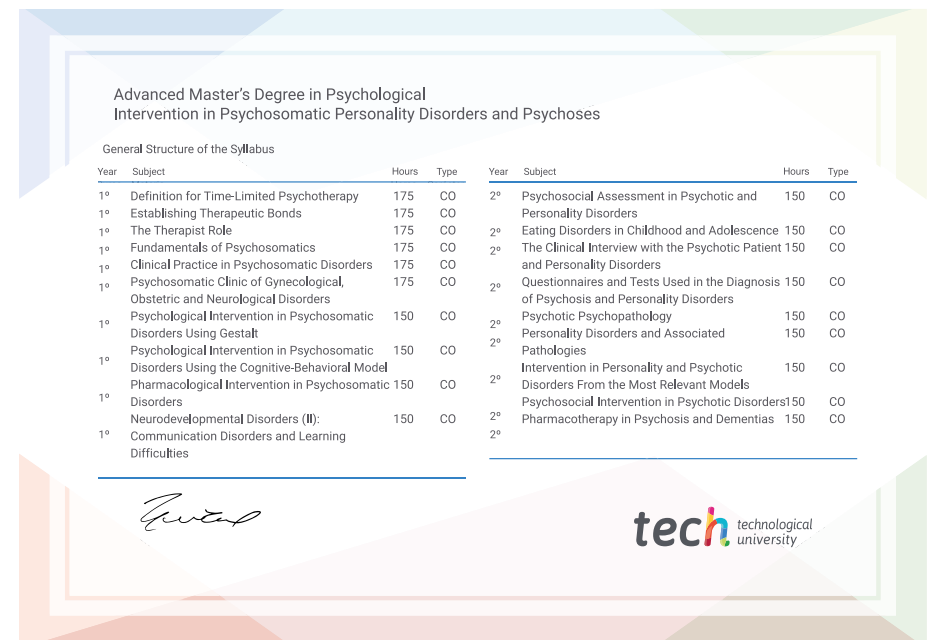 Advanced Master's Degree in Psychological
Intervention in Psychosomatic Personality Disorders and Psychoses
General Structure of the Syllabus
Year Subject Hours Type
1º Definition for Time-Limited Psychotherapy 175 CO
1º Establishing Therapeutic Bonds 175 CO
1º The Therapist Role 175 CO
1º Fundamentals of Psychosomatics 175 CO
1º Clinical Practice in Psychosomatic Disorders 175 CO
1º Psychosomatic Clinic of Gynecological, 175 CO
Obstetric and Neurological Disorders
Psychological Intervention in Psychosomatic 150 CO
1º Disorders Using Gestalt
Psychological Intervention in Psychosomatic 150 CO
1º Disorders Using the Cognitive-Behavioral Model
Pharmacological Intervention in Psychosomatic 150 CO
1º Disorders
Neurodevelopmental Disorders (II): 150 CO
1º Communication Disorders and Learning
Difficulties
Year Subject Hours Type
2º Psychosocial Assessment in Psychotic and 150 CO
Personality Disorders
2º Eating Disorders in Childhood and Adolescence 150 CO
2º The Clinical Interview with the Psychotic Patient 150 CO
and Personality Disorders
2º Questionnaires and Tests Used in the Diagnosis 150 CO
of Psychosis and Personality Disorders
2º Psychotic Psychopathology 150 CO
2º Personality Disorders and Associated 150 CO
Pathologies
Intervention in Personality and Psychotic 150 CO
2º Disorders From the Most Relevant Models
Psychosocial Intervention in Psychotic Disorders 150 CO
2º Pharmacotherapy in Psychosis and Dementias 150 CO
2º
tech technological
university